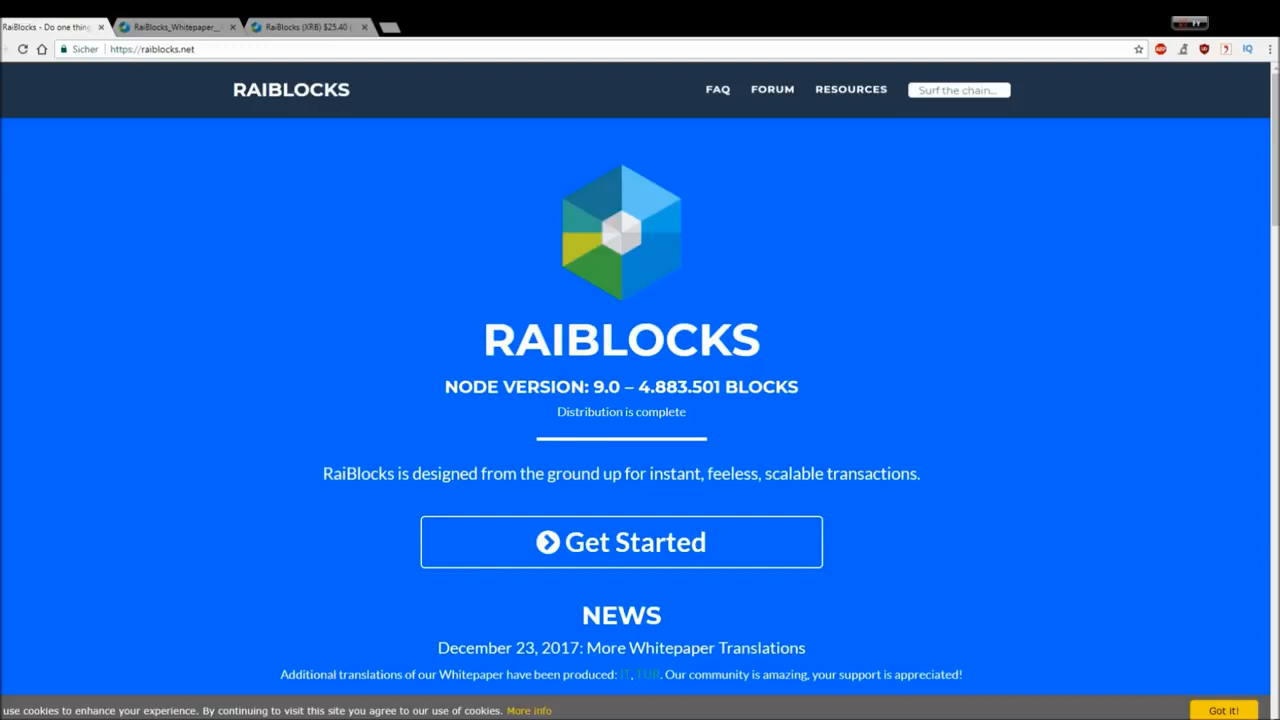 RaiBlocks - Do one thing
RaiBlocks_Whitepaper_
RaiBlocks (XRB) $25.40
Sicher
https://raiblocks.net
ABP
IQ
RAIBLOCKS
FAQ
FORUM
RESOURCES
Surf the chain...
RAIBLOCKS
NODE VERSION: 9.0 – 4.883.501 BLOCKS
Distribution is complete
RaiBlocks is designed from the ground up for instant, feeless, scalable transactions.
Get Started
NEWS
December 23, 2017: More Whitepaper Translations
Additional translations of our Whitepaper have been produced: IT, TUR. Our community is amazing, your support is appreciated!
use cookies to enhance your experience. By continuing to visit this site you agree to our use of cookies. More info
Got it!